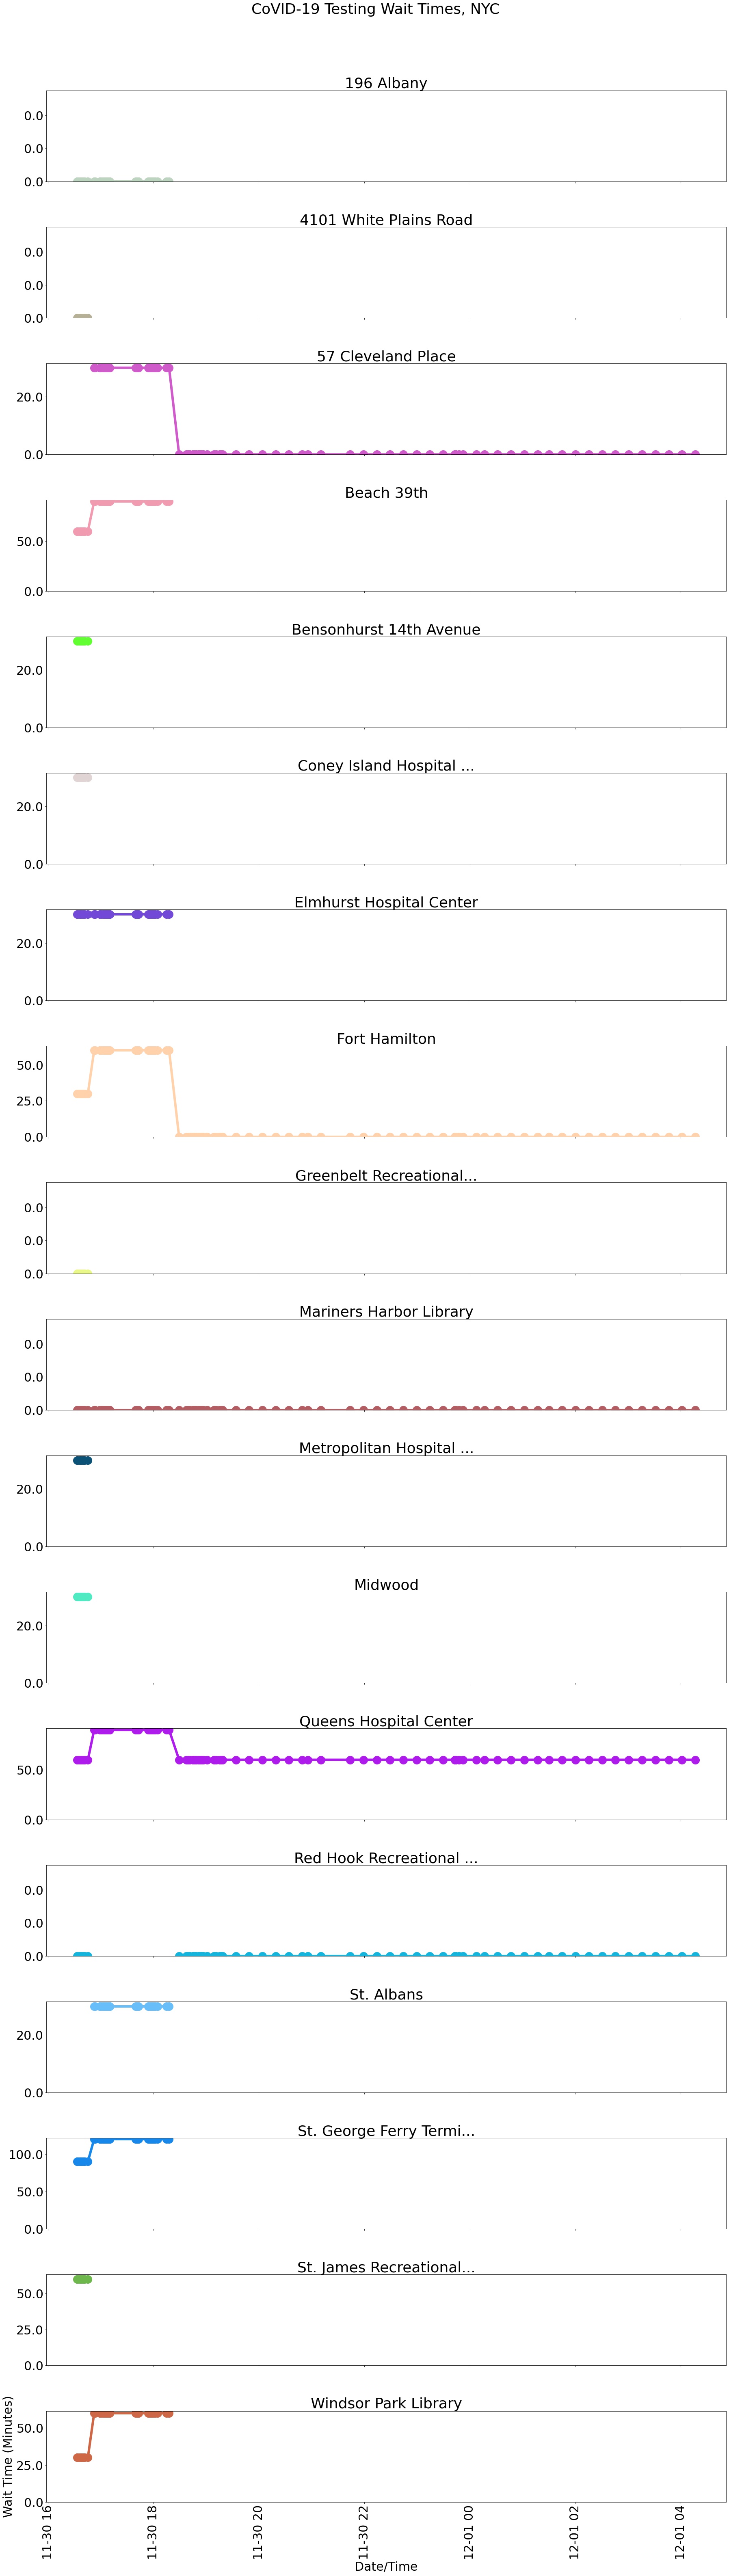 CoVID-19 Testing Wait Times, NYC
196 Albany
0.0
0.0
0.0
4101 White Plains Road
0.0
0.0
0.0
57 Cleveland Place
20.0
0.0
Beach 39th
50.0
0.0
Bensonhurst 14th Avenue
20.0
0.0
Coney Island Hospital ...
20.0
0.0
Elmhurst Hospital Center
20.0
0.0
Fort Hamilton
50.0
25.0
0.0
Greenbelt Recreational...
0.0
0.0
0.0
Mariners Harbor Library
0.0
0.0
0.0
Metropolitan Hospital ...
20.0
0.0
Midwood
20.0
0.0
Queens Hospital Center
50.0
0.0
Red Hook Recreational ...
0.0
0.0
0.0
St. Albans
20.0
0.0
St. George Ferry Termi...
100.0
50.0
0.0
St. James Recreational...
50.0
25.0
0.0
Windsor Park Library
50.0
25.0
0.0
Wait Time (Minutes)
11-30 16
11-30 18
11-30 20
11-30 22
12-01 00
12-01 02
12-01 04
Date/Time